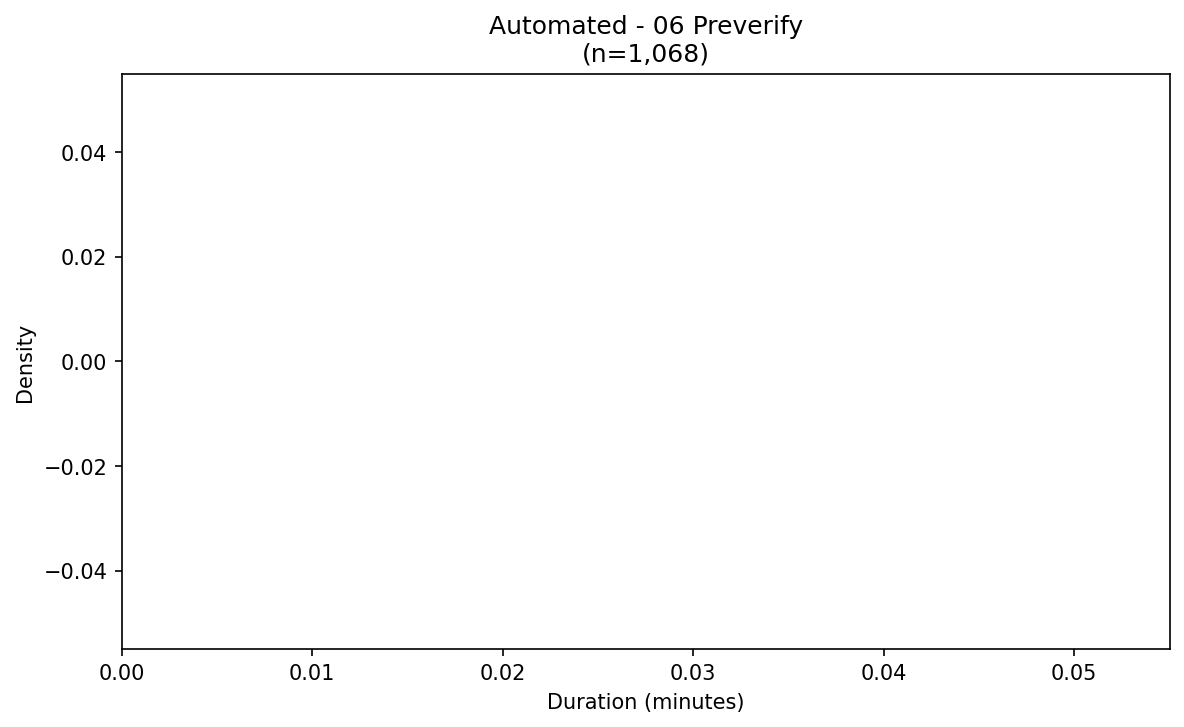 Automated - 06 Preverify
(n=1,068)
0.04
0.02
0.00
−0.02
−0.04
Density
0.00 0.01 0.02 0.03 0.04 0.05
Duration (minutes)